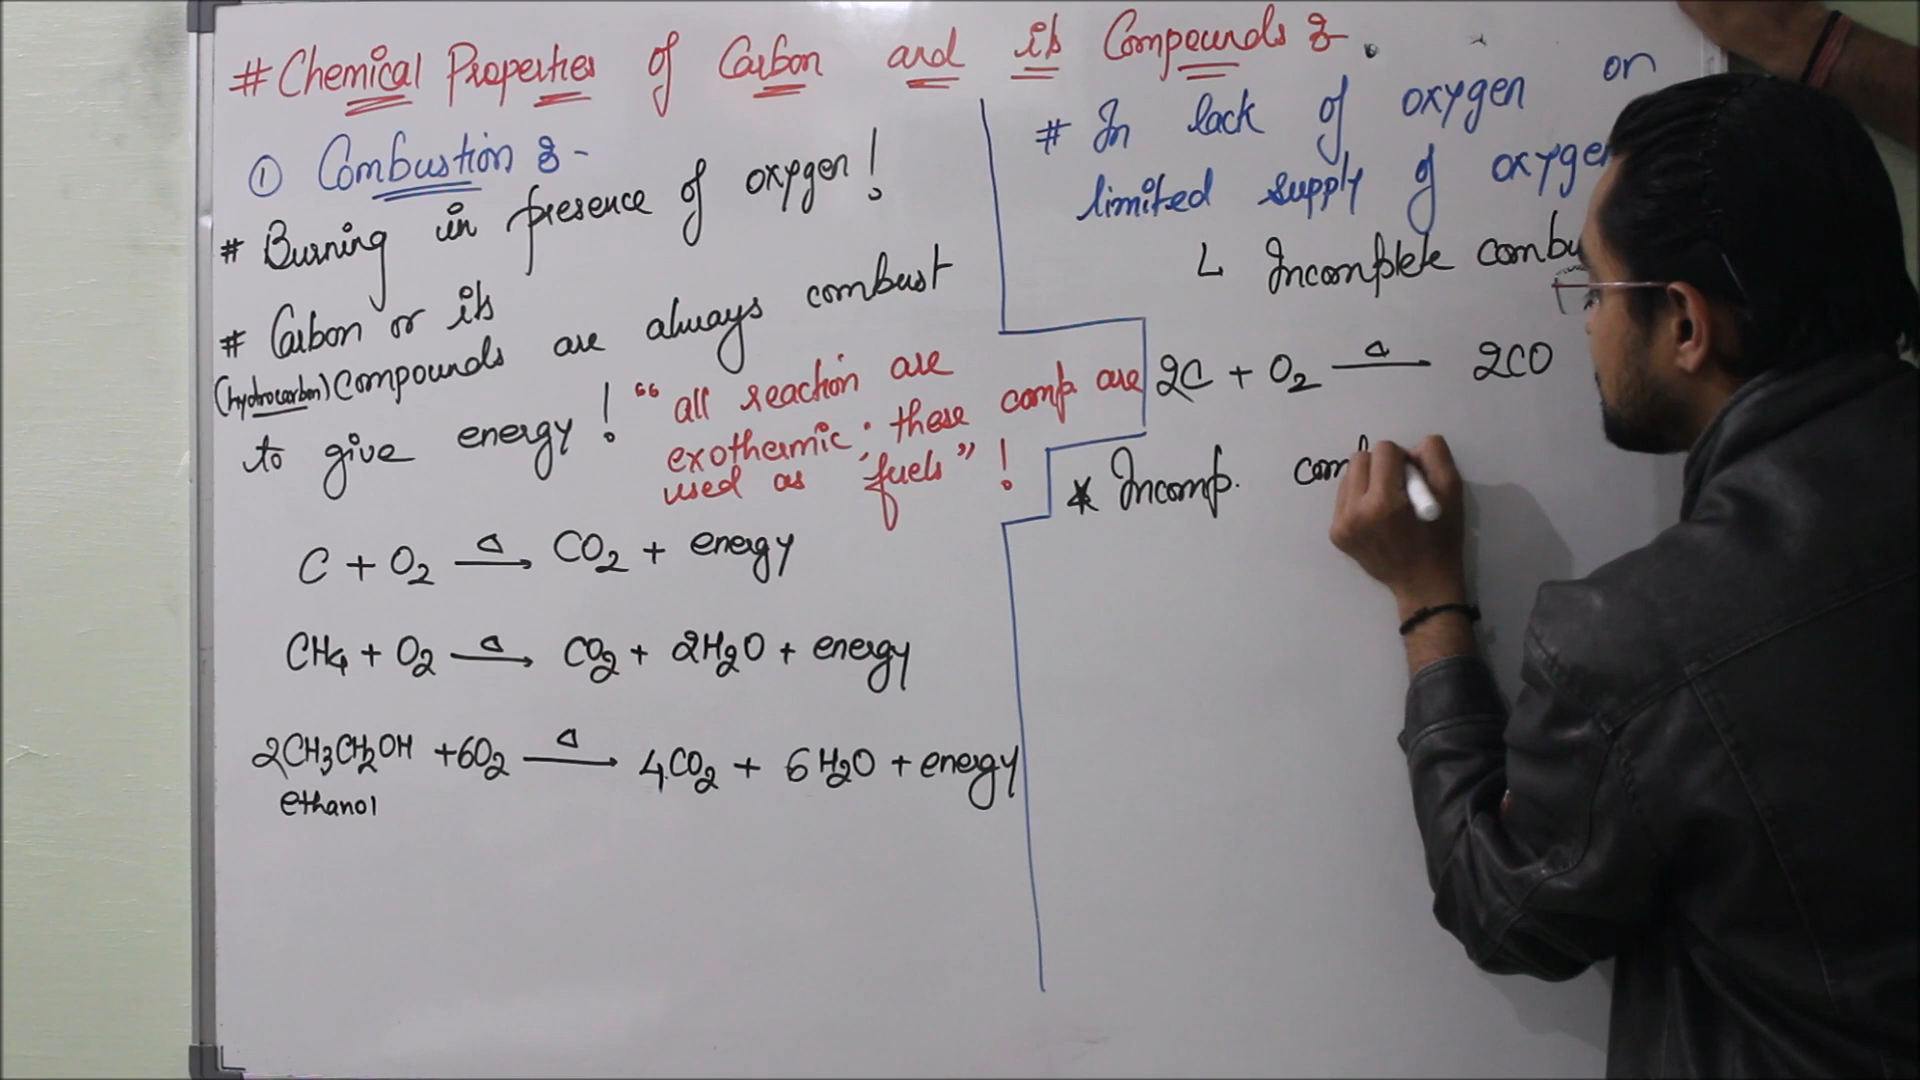 # Chemical Properties of Carbon and its Compounds :-
① Combustion :-
# Burning in presence of oxygen!
# Carbon or its
(hydrocarbon) compounds are always combust
to give energy! "all reaction are
exothermic; these comp. are
used as fuels"!
C + O2 Δ→ CO2 + energy
CH4 + O2 Δ→ CO2 + 2H2O + energy
2CH3CH2OH + 6O2 Δ→ 4CO2 + 6H2O + energy
ethanol
# In lack of oxygen or
limited supply of oxygen
↳ Incomplete combu
2C + O2 Δ— 2CO
* Incomp. com